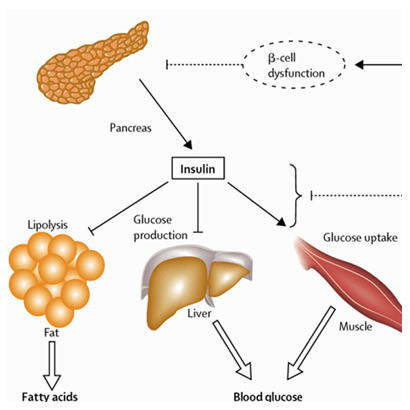 β-cell
dysfunction
Pancreas
Insulin
Lipolysis
Glucose
production
Glucose uptake
Liver
Muscle
Fat
Fatty acids
Blood glucose